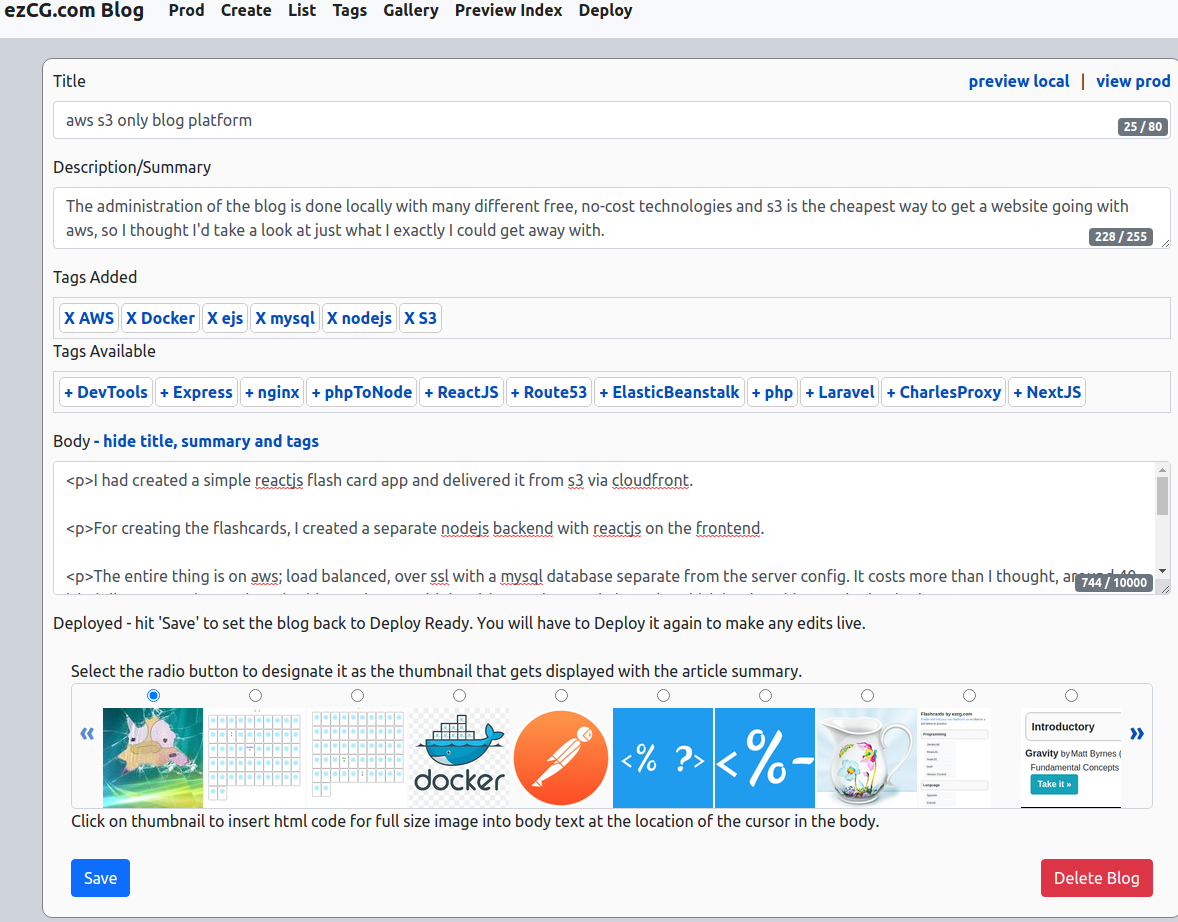 ezCG.com Blog Prod Create List Tags Gallery Preview Index Deploy
Title preview local | view prod
aws s3 only blog platform
25 / 80
Description/Summary
The administration of the blog is done locally with many different free, no-cost technologies and s3 is the cheapest way to get a website going with
aws, so I thought I'd take a look at just what I exactly I could get away with.
228 / 255
Tags Added
X AWS X Docker X ejs X mysql X nodejs X S3
Tags Available
+ DevTools + Express + nginx + phpToNode + ReactJS + Route53 + ElasticBeanstalk + php + Laravel + CharlesProxy + NextJS
Body - hide title, summary and tags
<p>I had created a simple reactjs flash card app and delivered it from s3 via cloudfront.
<p>For creating the flashcards, I created a separate nodejs backend with reactjs on the frontend.
<p>The entire thing is on aws; load balanced, over ssl with a mysql database separate from the server config. It costs more than I thought, around 40
744 / 10000
Deployed - hit 'Save' to set the blog back to Deploy Ready. You will have to Deploy it again to make any edits live.
Select the radio button to designate it as the thumbnail that gets displayed with the article summary.
« »
docker
<% ?>
<%-
Flashcards by ezcg.com
Programming
Language
Introductory
Gravity by Matt Byrnes (
Fundamental Concepts
Take it »
Click on thumbnail to insert html code for full size image into body text at the location of the cursor in the body.
Save Delete Blog